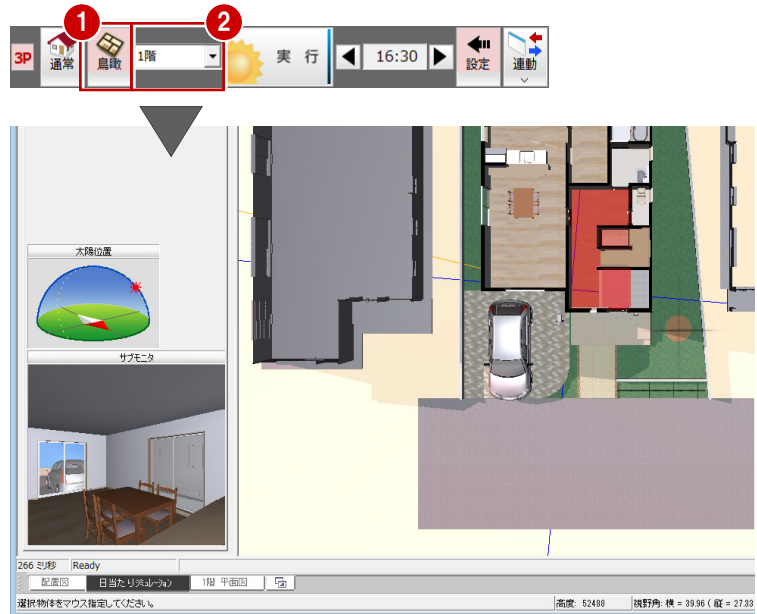 1 2
3P 通常 鳥瞰 1階 実 行 16:30 設定 連動
太陽位置
サブモニタ
266 ミリ秒 Ready
配置図 日当たりシミュレーション 1階 平面図
選択物体をマウス指定してください。 高度: 52488 視野角: 横 = 39.96 ( 縦 = 27.33